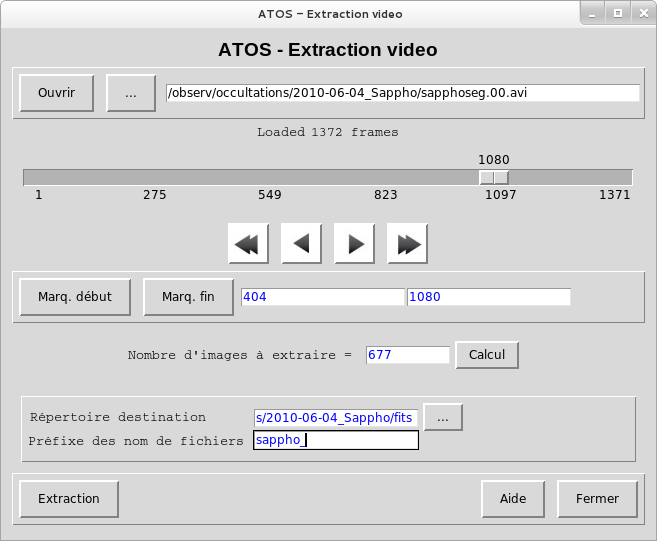 ATOS - Extraction video
ATOS - Extraction video
Ouvrir ... /observ/occultations/2010-06-04_Sappho/sapphoseg.00.avi
Loaded 1372 frames
1080
1 275 549 823 1097 1371
Marq. début Marq. fin 404 1080
Nombre d'images à extraire = 677 Calcul
Répertoire destination s/2010-06-04_Sappho/fits ...
Préfixe des nom de fichiers sappho_
Extraction Aide Fermer